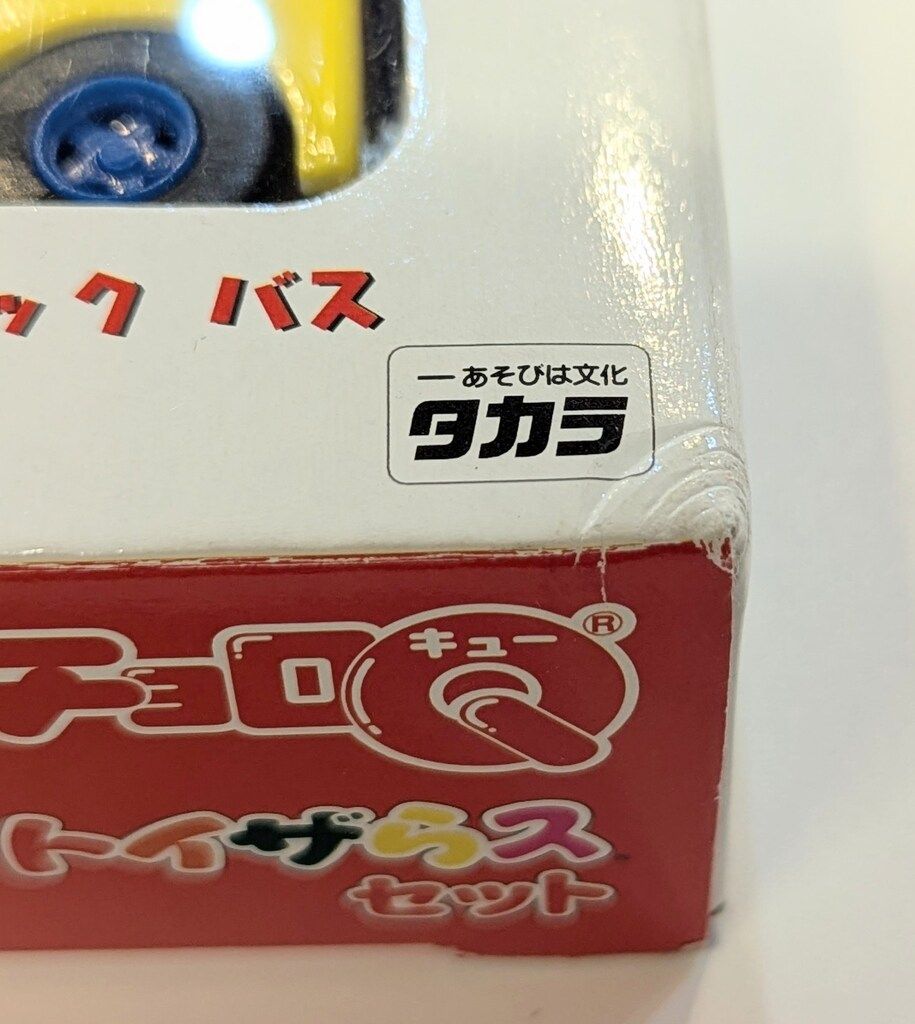 ック バス
―あそびは文化
タカラ
チョロQ®
キュー
トイザらス
セット